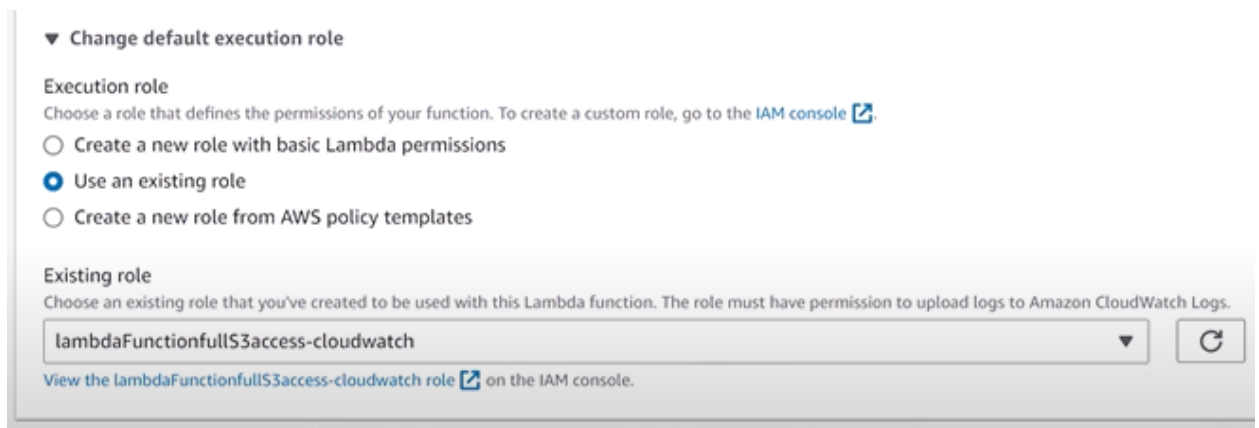 Change default execution role
Execution role
Choose a role that defines the permissions of your function. To create a custom role, go to the IAM console.
Create a new role with basic Lambda permissions
Use an existing role
Create a new role from AWS policy templates
Existing role
Choose an existing role that you've created to be used with this Lambda function. The role must have permission to upload logs to Amazon CloudWatch Logs.
lambdaFunctionfullS3access-cloudwatch
View the lambdaFunctionfullS3access-cloudwatch role on the IAM console.